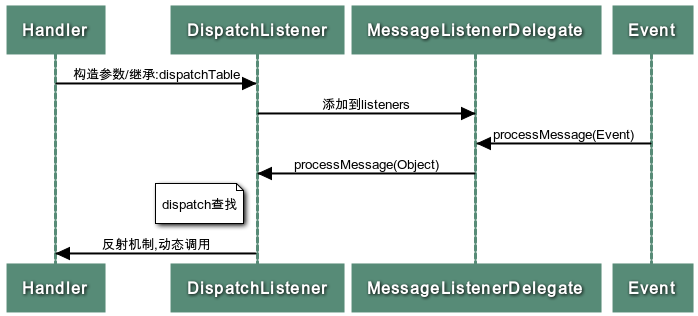 Handler DispatchListener MessageListenerDelegate Event
构造参数/继承:dispatchTable
添加到listeners
processMessage(Event)
processMessage(Object)
dispatch查找
反射机制,动态调用
Handler DispatchListener MessageListenerDelegate Event